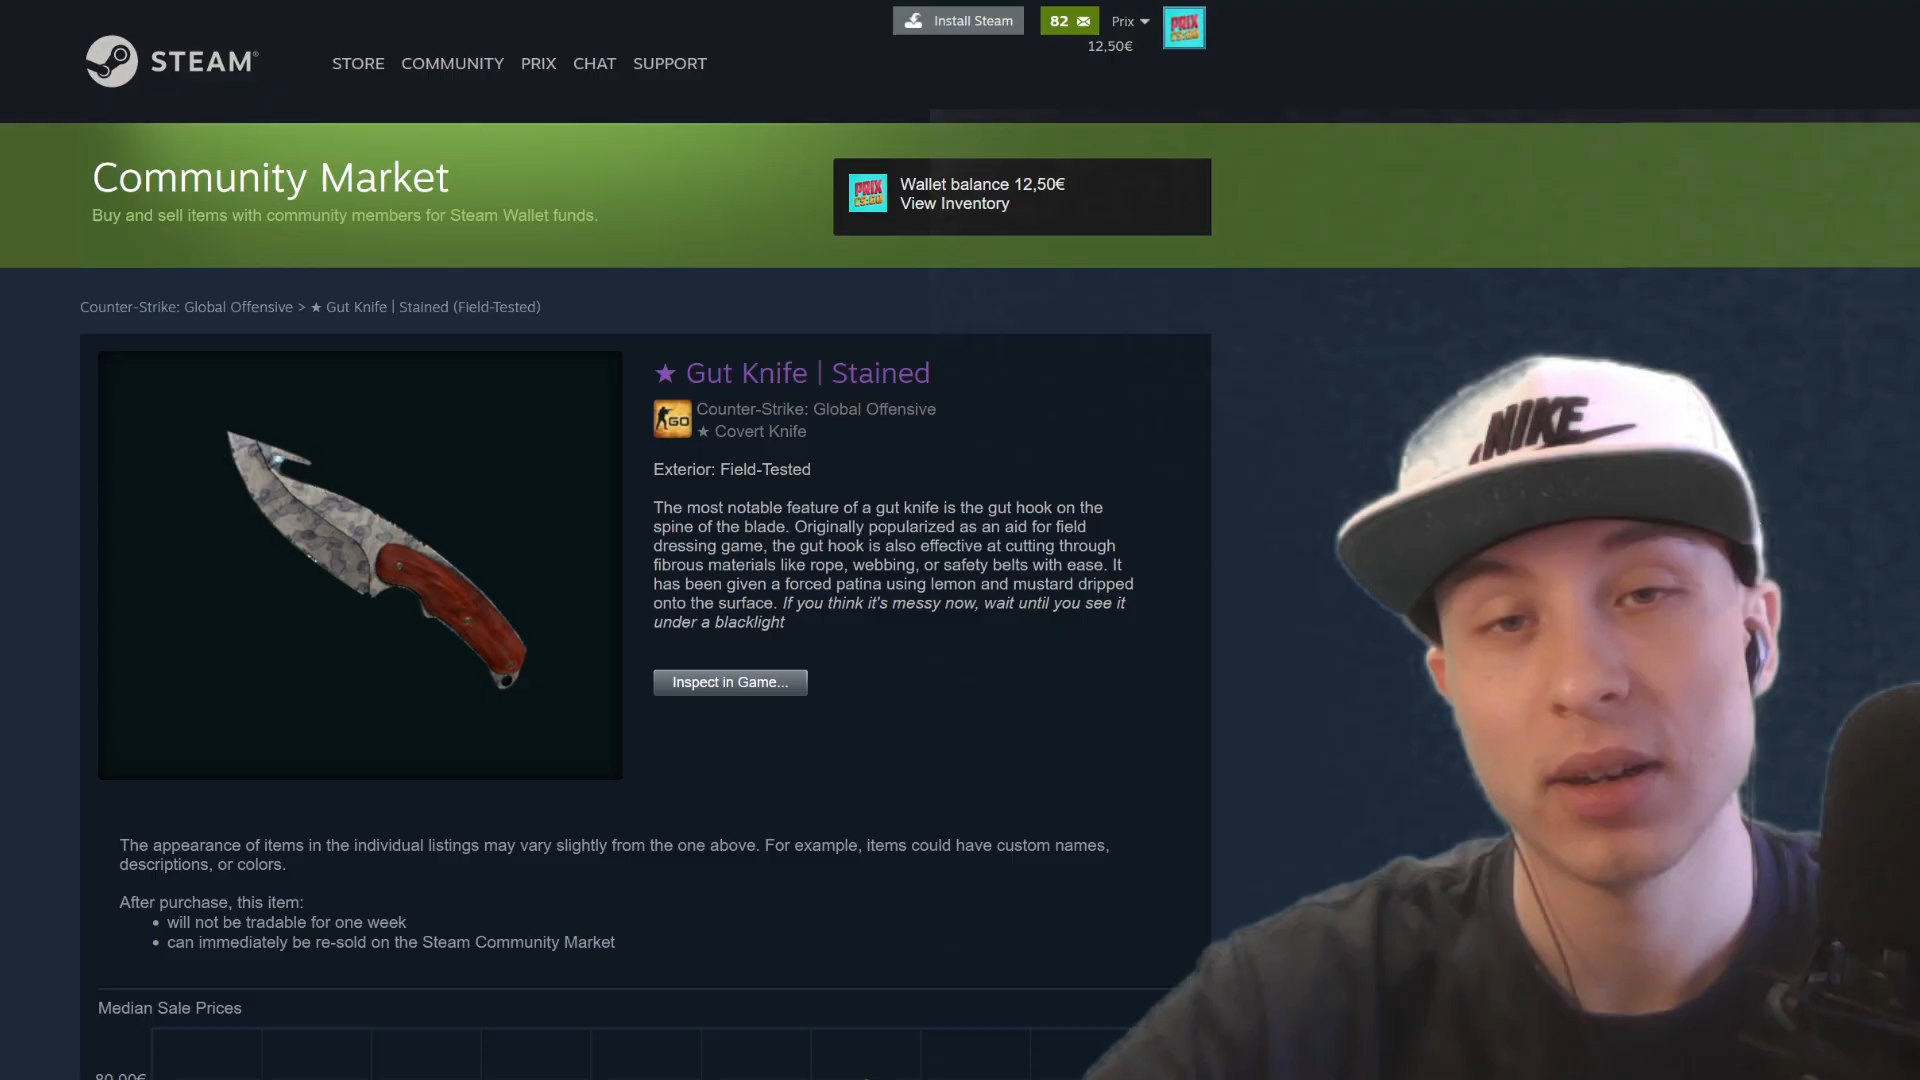 Install Steam
82
Prix
12,50€
PRIX
CS:GO
STEAM®
STORE
COMMUNITY
PRIX
CHAT
SUPPORT
Community Market
Buy and sell items with community members for Steam Wallet funds.
PRIX
CS:GO
Wallet balance 12,50€
View Inventory
Counter-Strike: Global Offensive > ★ Gut Knife | Stained (Field-Tested)
★ Gut Knife | Stained
GO
Counter-Strike: Global Offensive
★ Covert Knife
Exterior: Field-Tested
The most notable feature of a gut knife is the gut hook on the
spine of the blade. Originally popularized as an aid for field
dressing game, the gut hook is also effective at cutting through
fibrous materials like rope, webbing, or safety belts with ease. It
has been given a forced patina using lemon and mustard dripped
onto the surface. If you think it's messy now, wait until you see it
under a blacklight
Inspect in Game...
NIKE
The appearance of items in the individual listings may vary slightly from the one above. For example, items could have custom names,
descriptions, or colors.
After purchase, this item:
• will not be tradable for one week
• can immediately be re-sold on the Steam Community Market
Median Sale Prices
80,00€